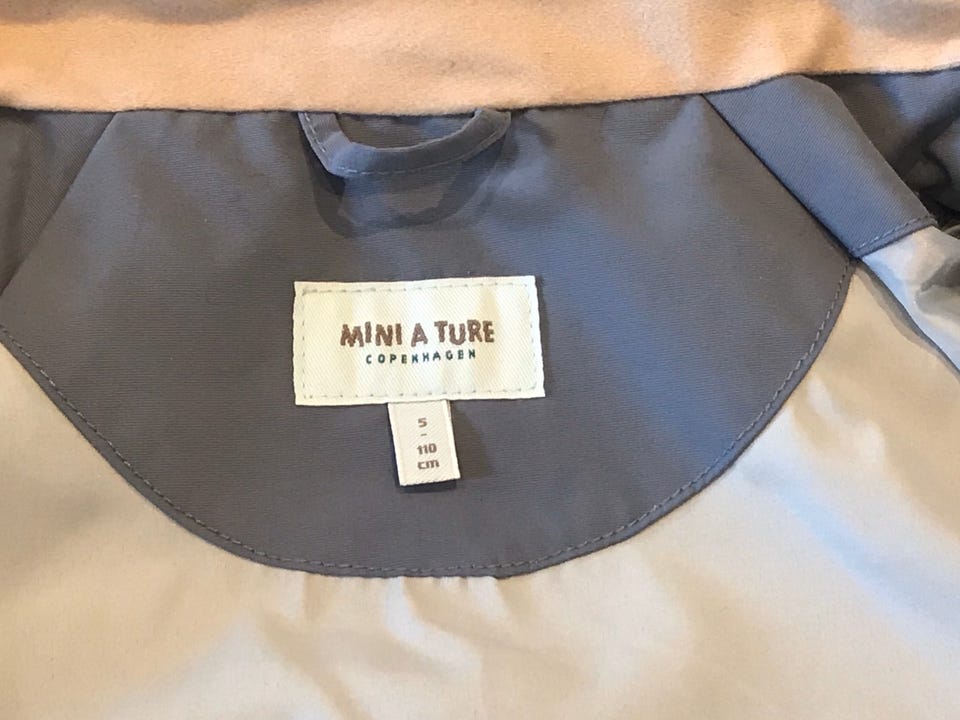 MINI A TURE
COPENHAGEN
5
-
110
cm